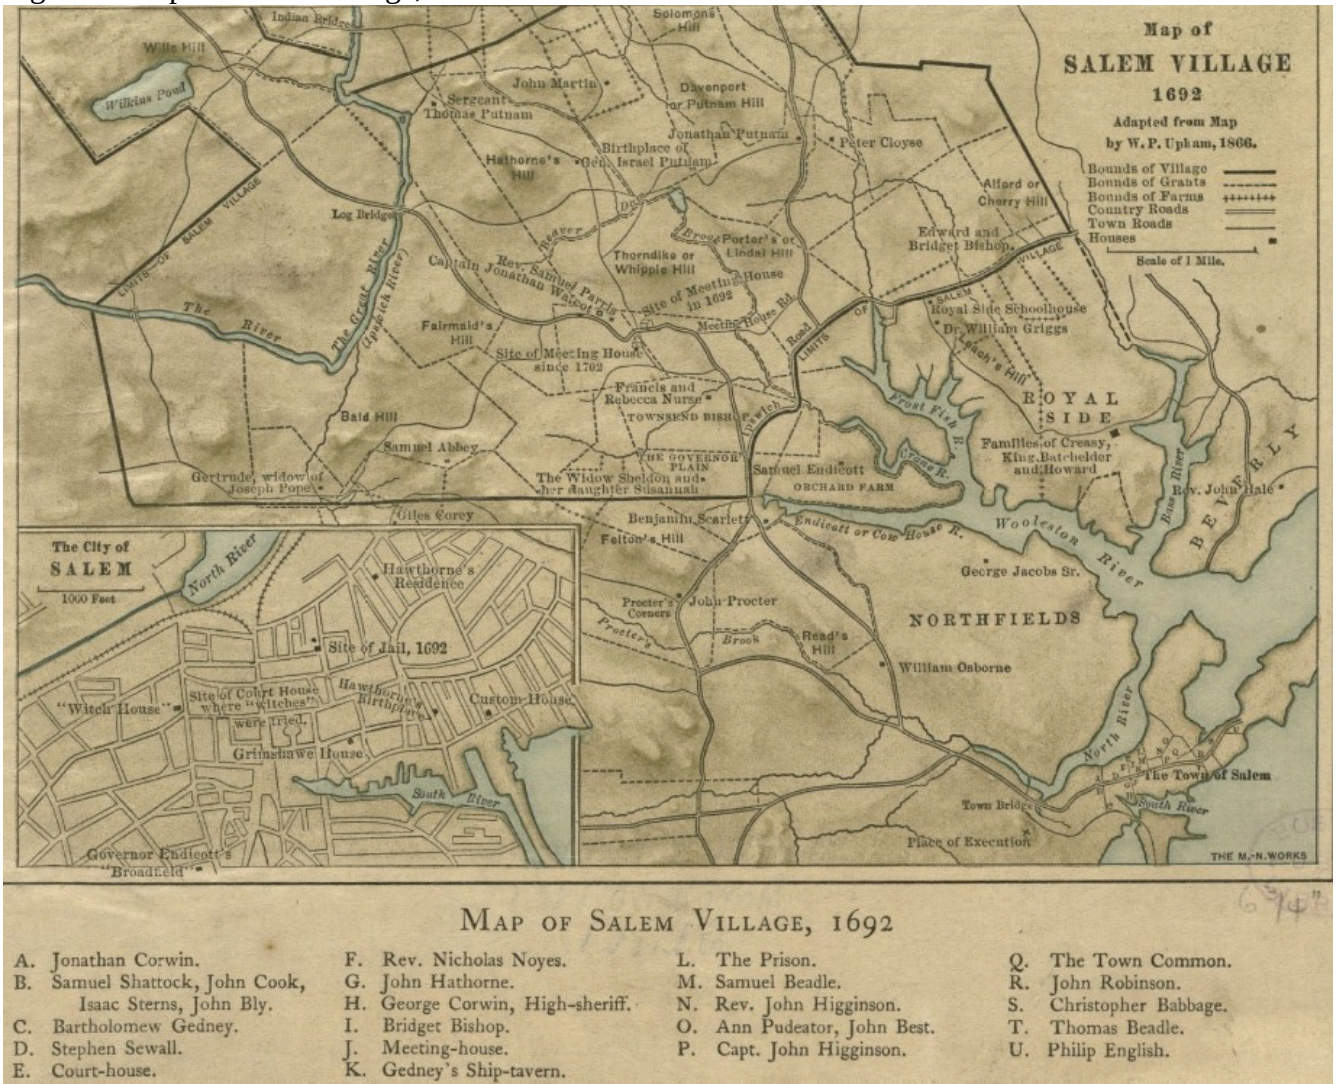 Indian Bridge
Solomons
Hill
Map of
SALEM VILLAGE
1692
Adapted from Map
by W. P. Upham, 1866.
Bounds of Village
Bounds of Grants
Bounds of Farms
Country Roads
Town Roads
Houses
Scale of 1 Mile.
Wills Hill
Wilkins Pond
John Martin
Sergeant
Thomas Putnam
Davenport
or Putnam Hill
Jonathan Putnam
Peter Cloyse
Birthplace of
Gen. Israel Putnam
Hathorne's
Hill
Alford or
Cherry Hill
LIMITS OF SALEM VILLAGE
Log Bridge
Beaver
Dam
Brook
Porter's or
Lindal Hill
Edward and
Bridget Bishop
Thorndike or
Whipple Hill
Rev. Samuel Parris
Captain Jonathan Walcot
Site of Meeting House
in 1692
Meeting House Rd.
LIMITS OF SALEM VILLAGE
Royal Side Schoolhouse
Dr. William Griggs
Leach's Hill
The River
The Great River
(Ipswich River)
Fairmaid's
Hill
Site of Meeting House
since 1702
Francis and
Rebecca Nurse
TOWNSEND BISHOP
Ipswich Road
Frost Fish R.
Crane R.
ROYAL
SIDE
Families of Creasy,
King, Batchelder
and Howard
Bald Hill
Samuel Abbey
THE GOVERNOR'S
PLAIN
Samuel Endicott
ORCHARD FARM
Gertrude, widow of
Joseph Pope
The Widow Sheldon and
her daughter Susannah
Giles Corey
Bass River
Rev. John Hale
BEVERLY
Benjamin Scarlett
Felton's Hill
Endicott or Cow House R.
Wooleston River
George Jacobs Sr.
Procter's
Corners
John Procter
NORTHFIELDS
Procter's Brook
Read's
Hill
William Osborne
North River
The Town of Salem
Town Bridge
South River
Place of Execution
THE M.-N. WORKS
The City of
SALEM
1000 Feet
North River
Hawthorne's
Residence
Site of Jail, 1692
"Witch House"
Site of Court House
where "witches"
were tried.
Hawthorne's
Birthplace
Custom House
Grimshawe House
South River
Governor Endicott's
"Broadfield"
6 3/4"
MAP OF SALEM VILLAGE, 1692
A. Jonathan Corwin.
B. Samuel Shattock, John Cook,
Isaac Sterns, John Bly.
C. Bartholomew Gedney.
D. Stephen Sewall.
E. Court-house.
F. Rev. Nicholas Noyes.
G. John Hathorne.
H. George Corwin, High-sheriff.
I. Bridget Bishop.
J. Meeting-house.
K. Gedney's Ship-tavern.
L. The Prison.
M. Samuel Beadle.
N. Rev. John Higginson.
O. Ann Pudeator, John Best.
P. Capt. John Higginson.
Q. The Town Common.
R. John Robinson.
S. Christopher Babbage.
T. Thomas Beadle.
U. Philip English.